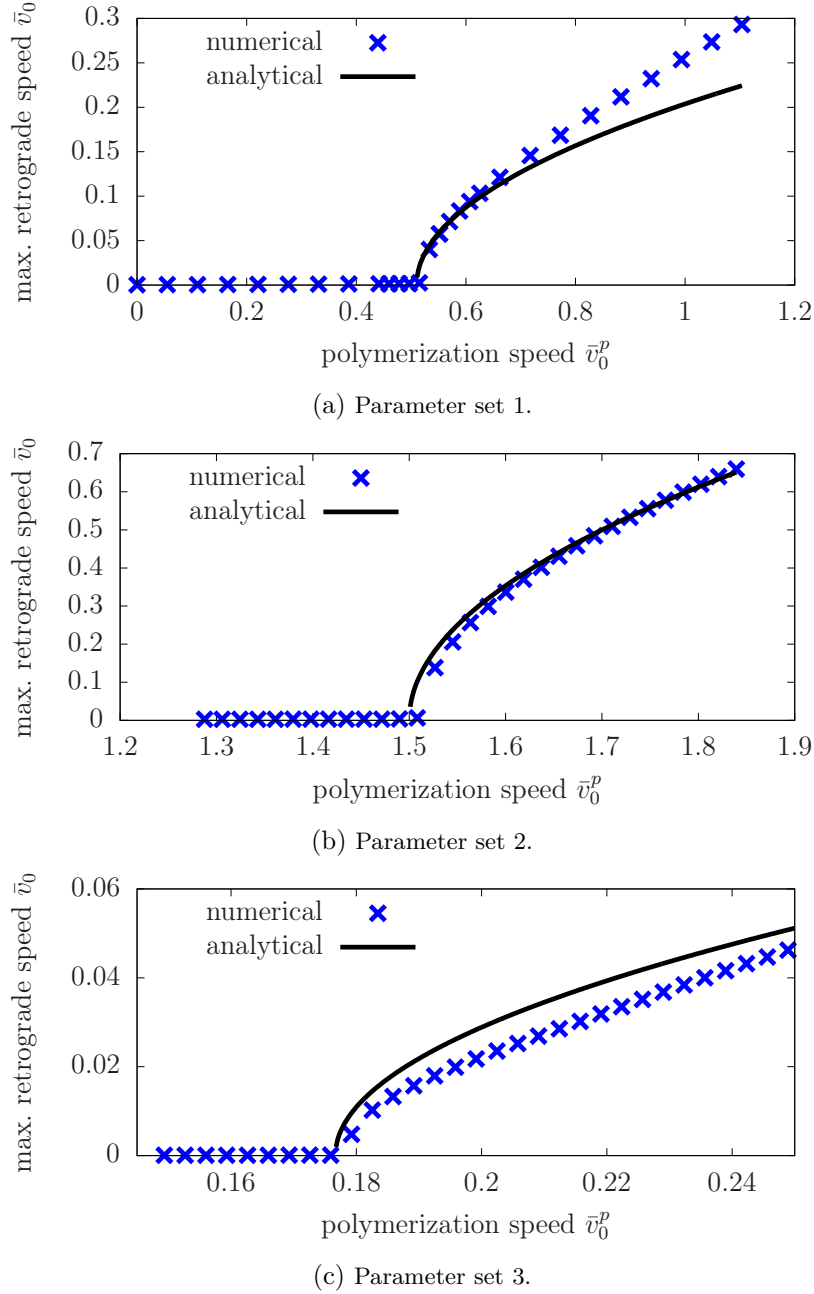 max. retrograde speed v̄₀
0.3
0.25
0.2
0.15
0.1
0.05
0
numerical
analytical
0 0.2 0.4 0.6 0.8 1 1.2
polymerization speed v̄₀ᵖ
(a) Parameter set 1.
max. retrograde speed v̄₀
0.7
0.6
0.5
0.4
0.3
0.2
0.1
0
numerical
analytical
1.2 1.3 1.4 1.5 1.6 1.7 1.8 1.9
polymerization speed v̄₀ᵖ
(b) Parameter set 2.
max. retrograde speed v̄₀
0.06
0.04
0.02
0
numerical
analytical
0.16 0.18 0.2 0.22 0.24
polymerization speed v̄₀ᵖ
(c) Parameter set 3.